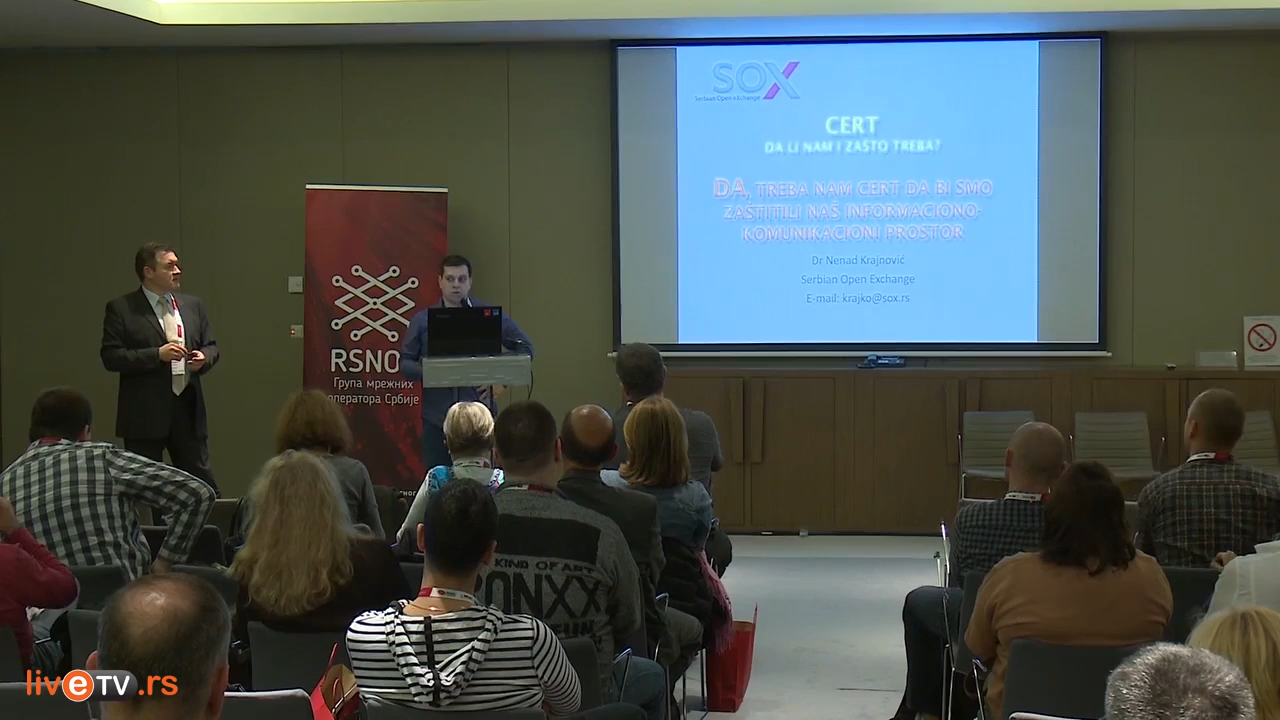 SOX
Serbian Open eXchange
CERT
DA LI NAM I ZAŠTO TREBA?
DA, TREBA NAM CERT DA BI SMO
ZAŠTITILI NAŠ INFORMACIONO-
KOMUNIKACIONI PROSTOR
Dr Nenad Krajnović
Serbian Open Exchange
E-mail: krajko@sox.rs
RSNO
Група мрежних
оператора Србије
KIND OF ART
RONXX
liveTV.rs